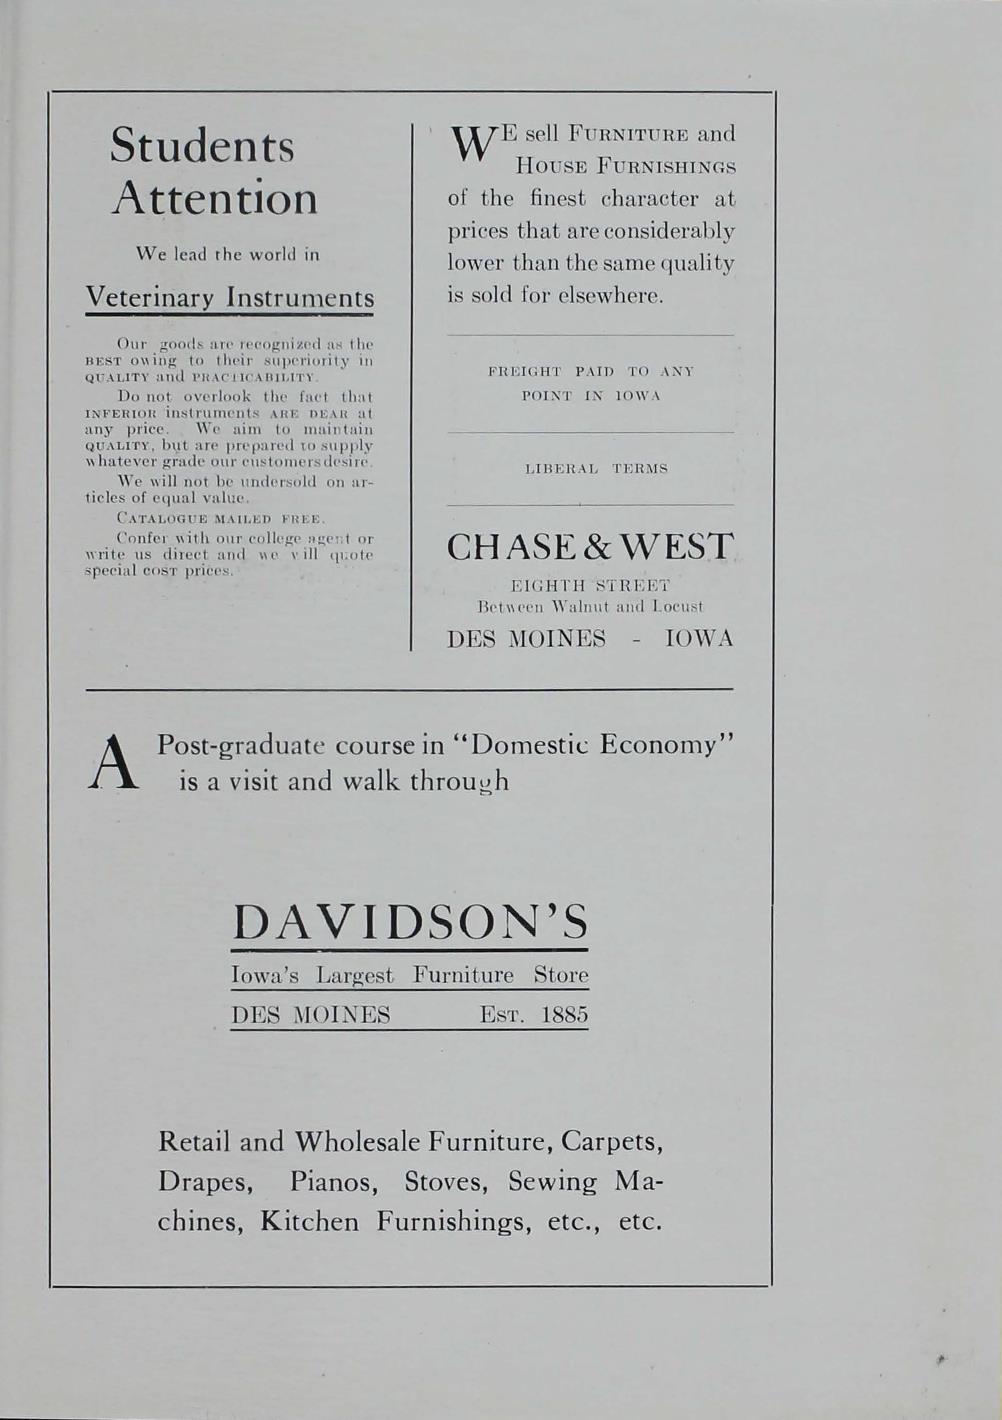 Students
Attention
We lead the world in
Veterinary Instruments
Our goods are recognized as the
BEST owing to their superiority in
QUALITY and PRACTICABILITY.
Do not overlook the fact that
INFERIOR instruments ARE DEAR at
any price. We aim to maintain
QUALITY, but are prepared to supply
whatever grade our customers desire.
We will not be undersold on ar-
ticles of equal value.
CATALOGUE MAILED FREE.
Confer with our college agent or
write us direct and we will quote
special COST prices.
WE sell FURNITURE and
HOUSE FURNISHINGS
of the finest character at
prices that are considerably
lower than the same quality
is sold for elsewhere.
FREIGHT PAID TO ANY
POINT IN IOWA
LIBERAL TERMS
CHASE & WEST
EIGHTH STREET
Between Walnut and Locust
DES MOINES - IOWA
A Post-graduate course in "Domestic Economy"
is a visit and walk through
DAVIDSON'S
Iowa's Largest Furniture Store
DES MOINES EST. 1885
Retail and Wholesale Furniture, Carpets,
Drapes, Pianos, Stoves, Sewing Ma-
chines, Kitchen Furnishings, etc., etc.